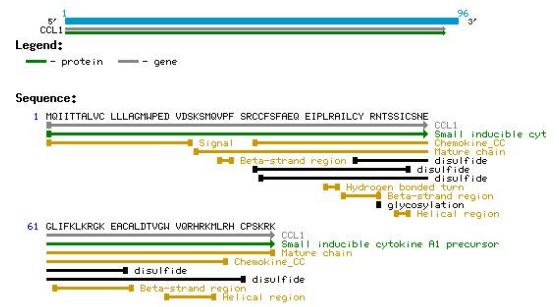 1 96
5' 3'
CCL1
Legend:
- protein - gene
Sequence:
1 MQIITTALVC LLLAGMWPED VDSKSMQVPF SRCCFSFAEQ EIPLRAILCY RNTSSICSNE
CCL1
Small inducible cyt
Signal Chemokine_CC
Mature chain
Beta-strand region disulfide
disulfide
disulfide
Hydrogen bonded turn
Beta-strand region
glycosylation
Helical region
61 GLIFKLKRGK EACALDTVGW VQRHRKMLRH CPSKRK
CCL1
Small inducible cytokine A1 precursor
Mature chain
Chemokine_CC
disulfide
disulfide
Beta-strand region
Helical region